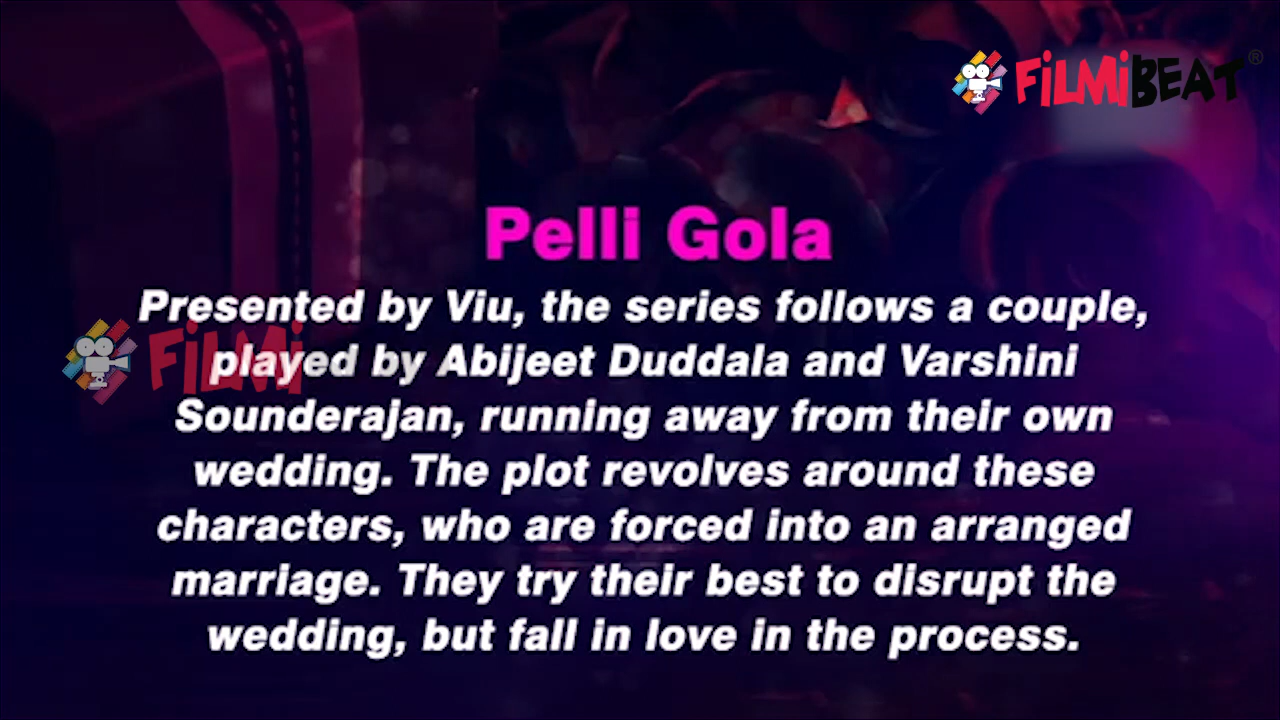 FiLMiBEAT®
Pelli Gola
Presented by Viu, the series follows a couple,
played by Abijeet Duddala and Varshini
Sounderajan, running away from their own
wedding. The plot revolves around these
characters, who are forced into an arranged
marriage. They try their best to disrupt the
wedding, but fall in love in the process.
FiLMi